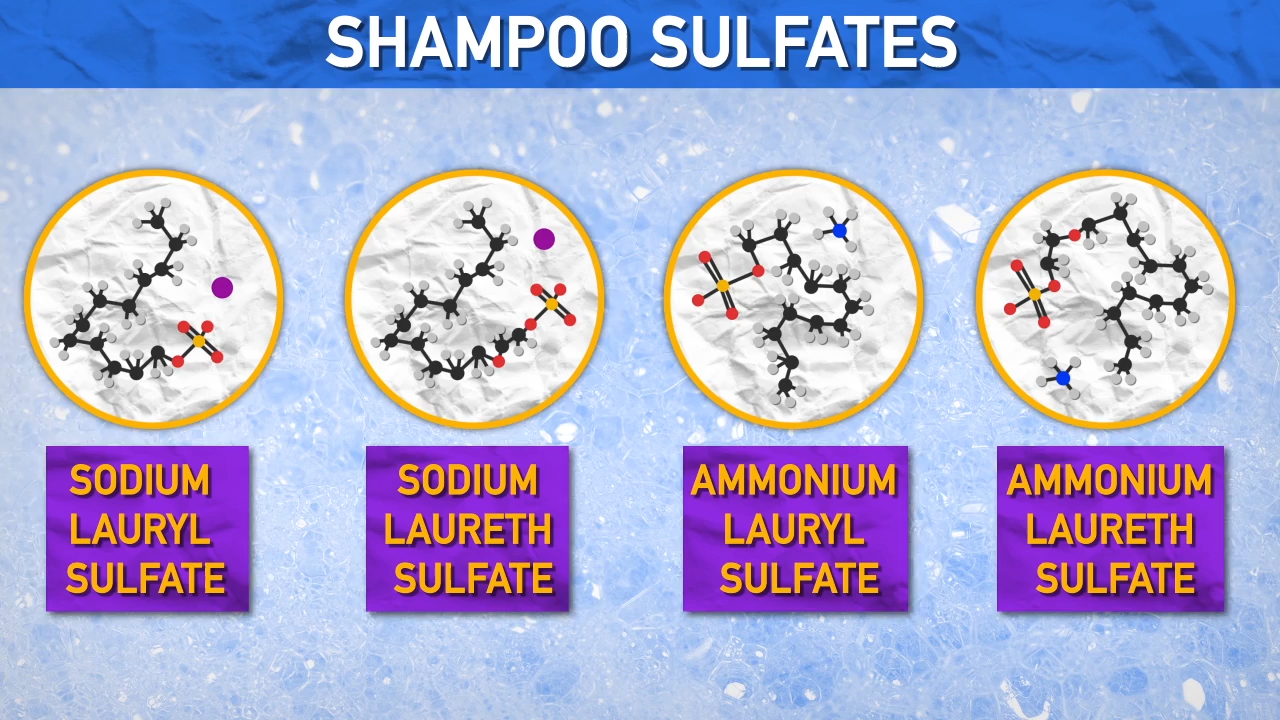 SHAMPOO SULFATES
SODIUM
LAURYL
SULFATE
SODIUM
LAURETH
SULFATE
AMMONIUM
LAURYL
SULFATE
AMMONIUM
LAURETH
SULFATE